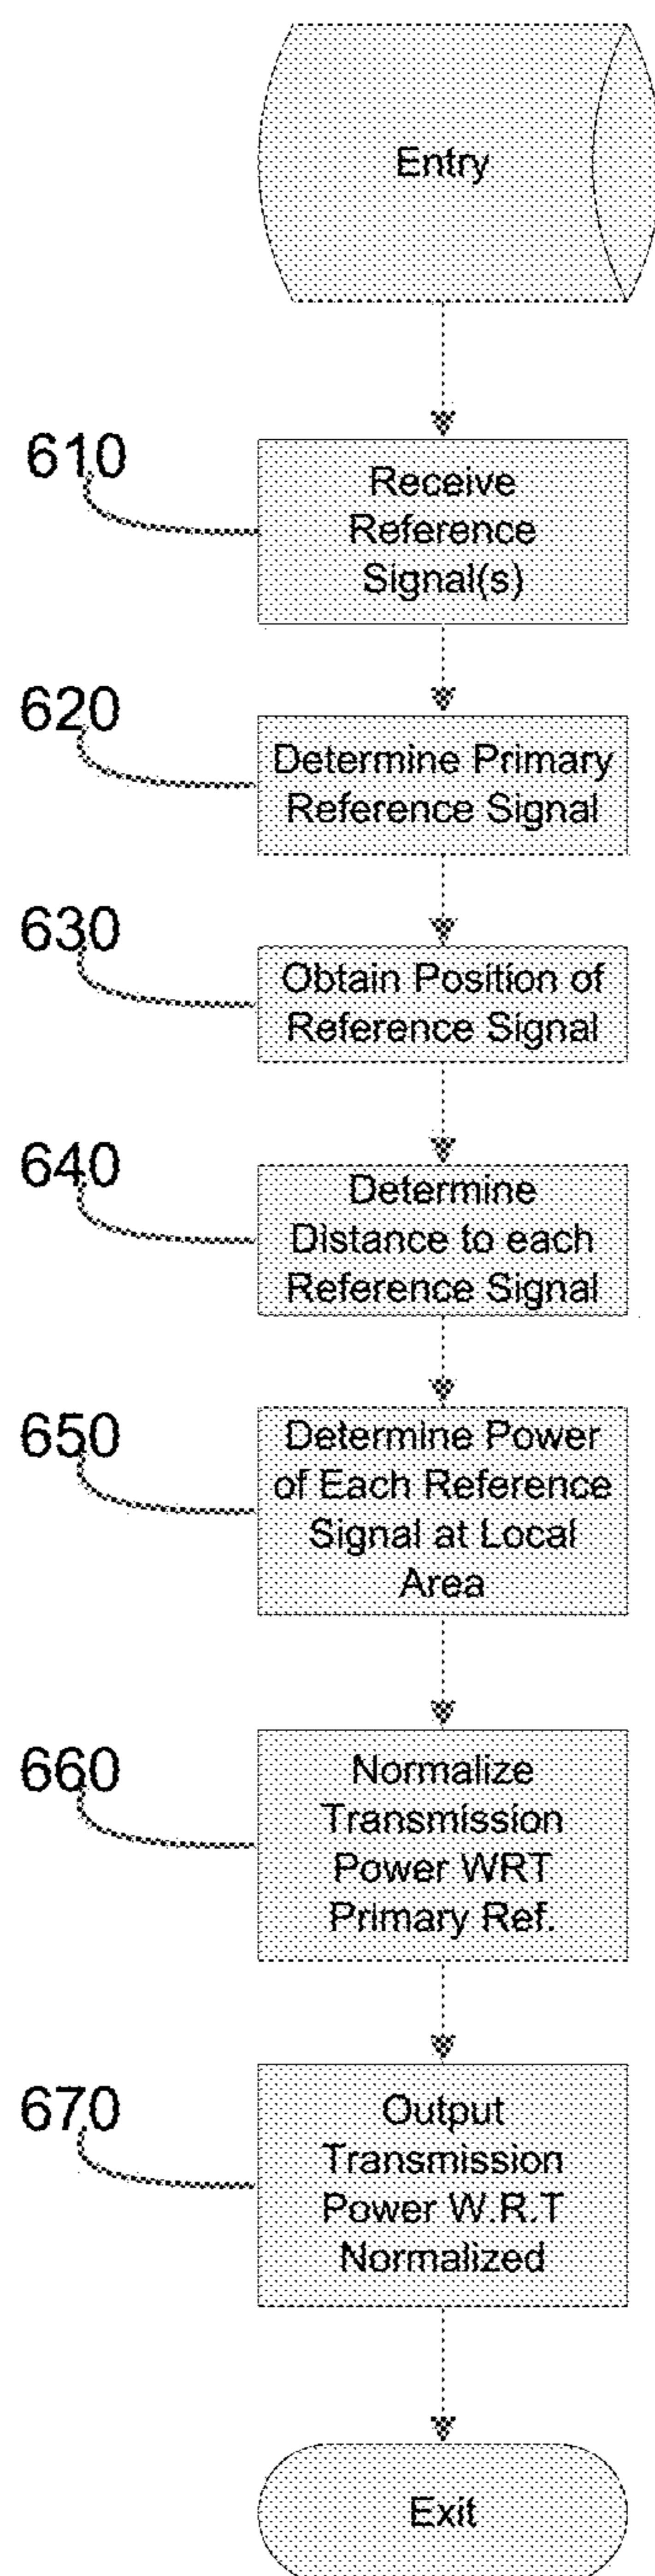 Entry
610
Receive
Reference
Signal(s)
620
Determine Primary
Reference Signal
630
Obtain Position of
Reference Signal
640
Determine
Distance to each
Reference Signal
650
Determine Power
of Each Reference
Signal at Local
Area
660
Normalize
Transmission
Power WRT
Primary Ref.
670
Output
Transmission
Power W.R.T
Normalized
Exit